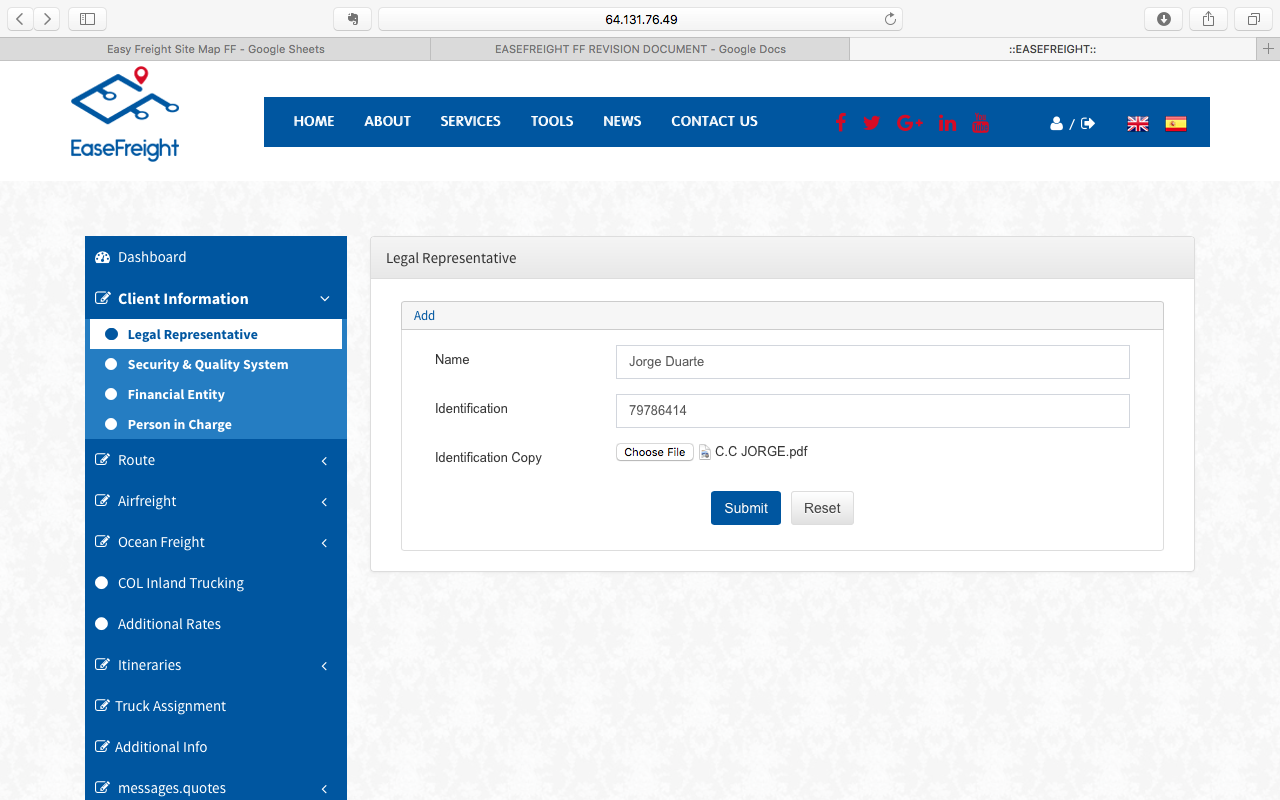 64.131.76.49
Easy Freight Site Map FF - Google Sheets
EASEFREIGHT FF REVISION DOCUMENT - Google Docs
::EASEFREIGHT::
EaseFreight
HOME ABOUT SERVICES TOOLS NEWS CONTACT US
/
Dashboard
Client Information
Legal Representative
Security & Quality System
Financial Entity
Person in Charge
Route
Airfreight
Ocean Freight
COL Inland Trucking
Additional Rates
Itineraries
Truck Assignment
Additional Info
messages.quotes
Legal Representative
Add
Name Jorge Duarte
Identification 79786414
Identification Copy Choose File C.C JORGE.pdf
Submit Reset